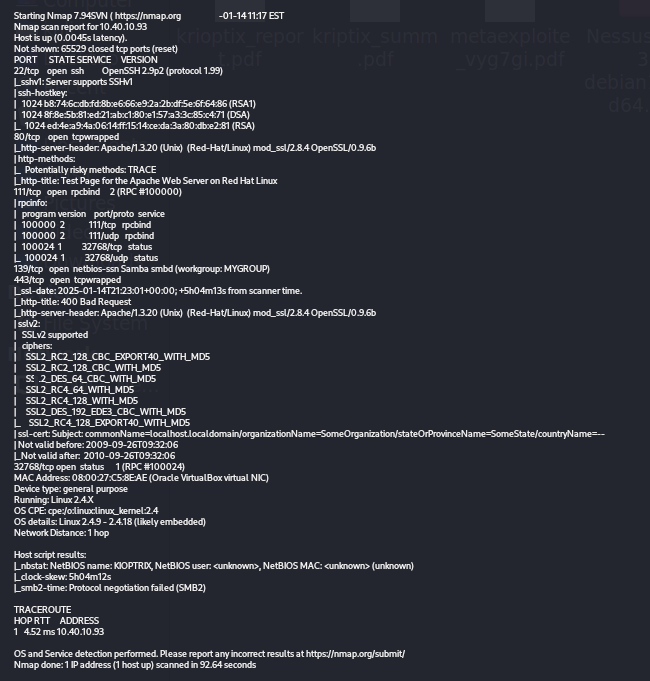 Starting Nmap 7.94SVN ( https://nmap.org -01-14 11:17 EST
Nmap scan report for 10.40.10.93
Host is up (0.0045s latency).
Not shown: 65529 closed tcp ports (reset)
PORT STATE SERVICE VERSION
22/tcp open ssh OpenSSH 2.9p2 (protocol 1.99)
|_sshv1: Server supports SSHv1
| ssh-hostkey:
| 1024 b8:74:6c:db:fd:8b:e6:66:e9:2a:2b:df:5e:6f:64:86 (RSA1)
| 1024 8f:8e:5b:81:ed:21:ab:c1:80:e1:57:a3:3c:85:c4:71 (DSA)
|_ 1024 ed:4e:a9:4a:06:14:ff:15:14:ce:da:3a:80:db:e2:81 (RSA)
80/tcp open tcpwrapped
|_http-server-header: Apache/1.3.20 (Unix) (Red-Hat/Linux) mod_ssl/2.8.4 OpenSSL/0.9.6b
| http-methods:
|_ Potentially risky methods: TRACE
|_http-title: Test Page for the Apache Web Server on Red Hat Linux
111/tcp open rpcbind 2 (RPC #100000)
| rpcinfo:
| program version port/proto service
| 100000 2 111/tcp rpcbind
| 100000 2 111/udp rpcbind
| 100024 1 32768/tcp status
|_ 100024 1 32768/udp status
139/tcp open netbios-ssn Samba smbd (workgroup: MYGROUP)
443/tcp open tcpwrapped
|_ssl-date: 2025-01-14T21:23:01+00:00; +5h04m13s from scanner time.
|_http-title: 400 Bad Request
|_http-server-header: Apache/1.3.20 (Unix) (Red-Hat/Linux) mod_ssl/2.8.4 OpenSSL/0.9.6b
| sslv2:
| SSLv2 supported
| ciphers:
| SSL2_RC2_128_CBC_EXPORT40_WITH_MD5
| SSL2_RC2_128_CBC_WITH_MD5
| SS .2_DES_64_CBC_WITH_MD5
| SSL2_RC4_64_WITH_MD5
| SSL2_RC4_128_WITH_MD5
| SSL2_DES_192_EDE3_CBC_WITH_MD5
|_ SSL2_RC4_128_EXPORT40_WITH_MD5
| ssl-cert: Subject: commonName=localhost.localdomain/organizationName=SomeOrganization/stateOrProvinceName=SomeState/countryName=--
| Not valid before: 2009-09-26T09:32:06
|_Not valid after: 2010-09-26T09:32:06
32768/tcp open status 1 (RPC #100024)
MAC Address: 08:00:27:C5:8E:AE (Oracle VirtualBox virtual NIC)
Device type: general purpose
Running: Linux 2.4.X
OS CPE: cpe:/o:linux:linux_kernel:2.4
OS details: Linux 2.4.9 - 2.4.18 (likely embedded)
Network Distance: 1 hop
Host script results:
|_nbstat: NetBIOS name: KIOPTRIX, NetBIOS user: <unknown>, NetBIOS MAC: <unknown> (unknown)
|_clock-skew: 5h04m12s
|_smb2-time: Protocol negotiation failed (SMB2)
TRACEROUTE
HOP RTT ADDRESS
1 4.52 ms 10.40.10.93
OS and Service detection performed. Please report any incorrect results at https://nmap.org/submit/
Nmap done: 1 IP address (1 host up) scanned in 92.64 seconds